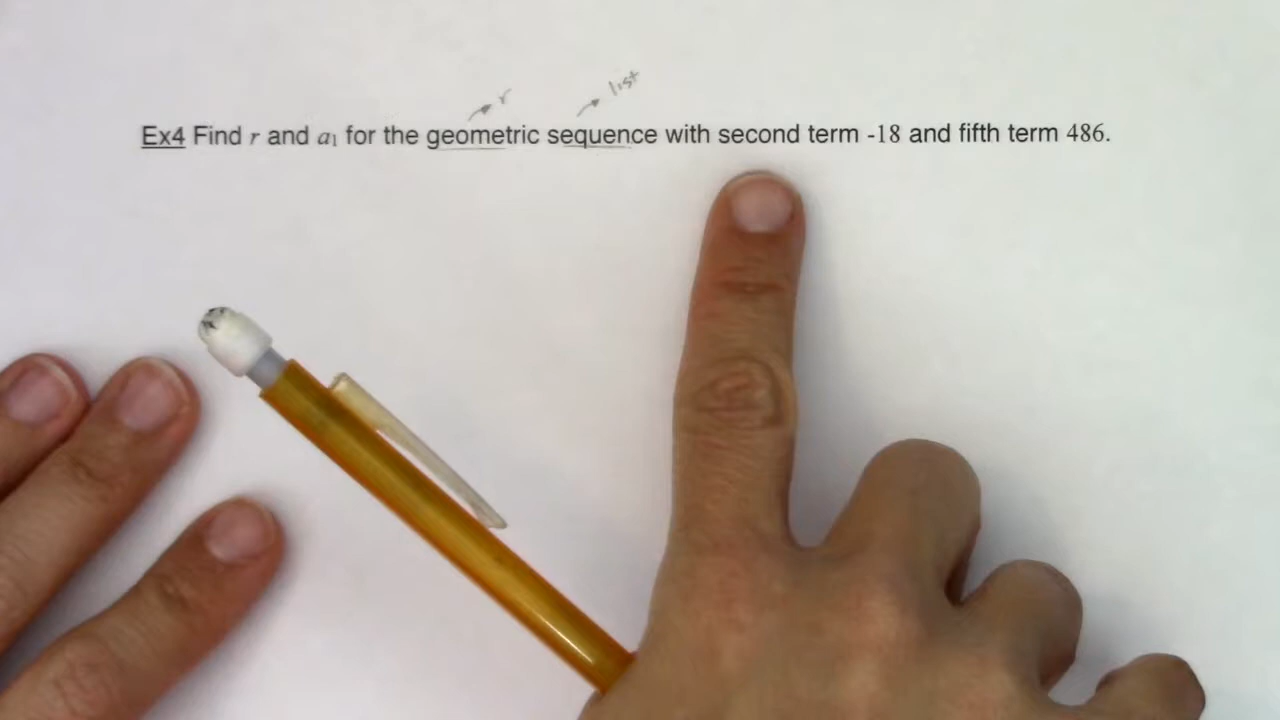 r list
Ex4 Find r and a₁ for the geometric sequence with second term -18 and fifth term 486.